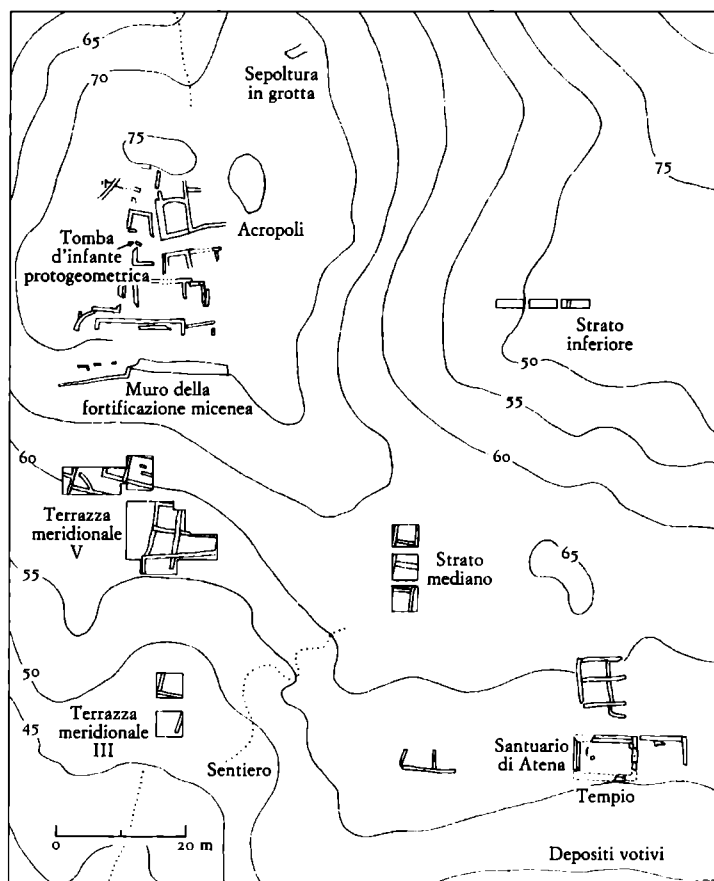 65
Sepoltura
in grotta
70
75
75
Acropoli
Tomba
d'infante
protogeometrica
Strato
inferiore
50
Muro della
fortificazione micenea
55
60
60
Terrazza
meridionale
V
Strato
mediano
65
55
50
45
Terrazza
meridionale
III
Sentiero
Santuario
di Atena
Tempio
0
20 m
Depositi votivi